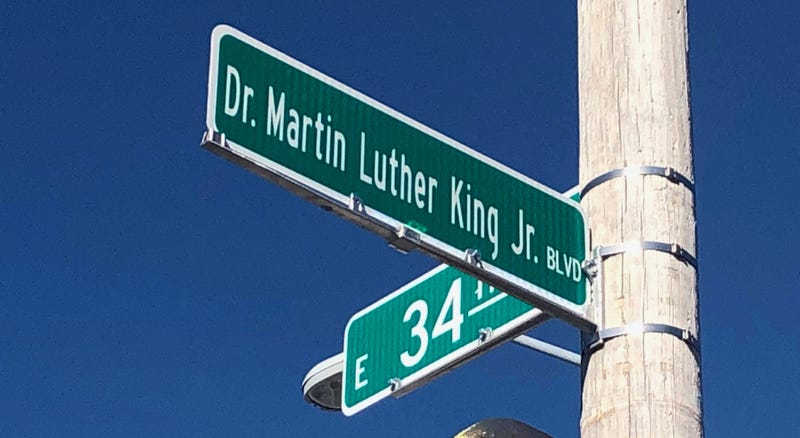 Dr. Martin Luther King Jr. BLVD
E 34